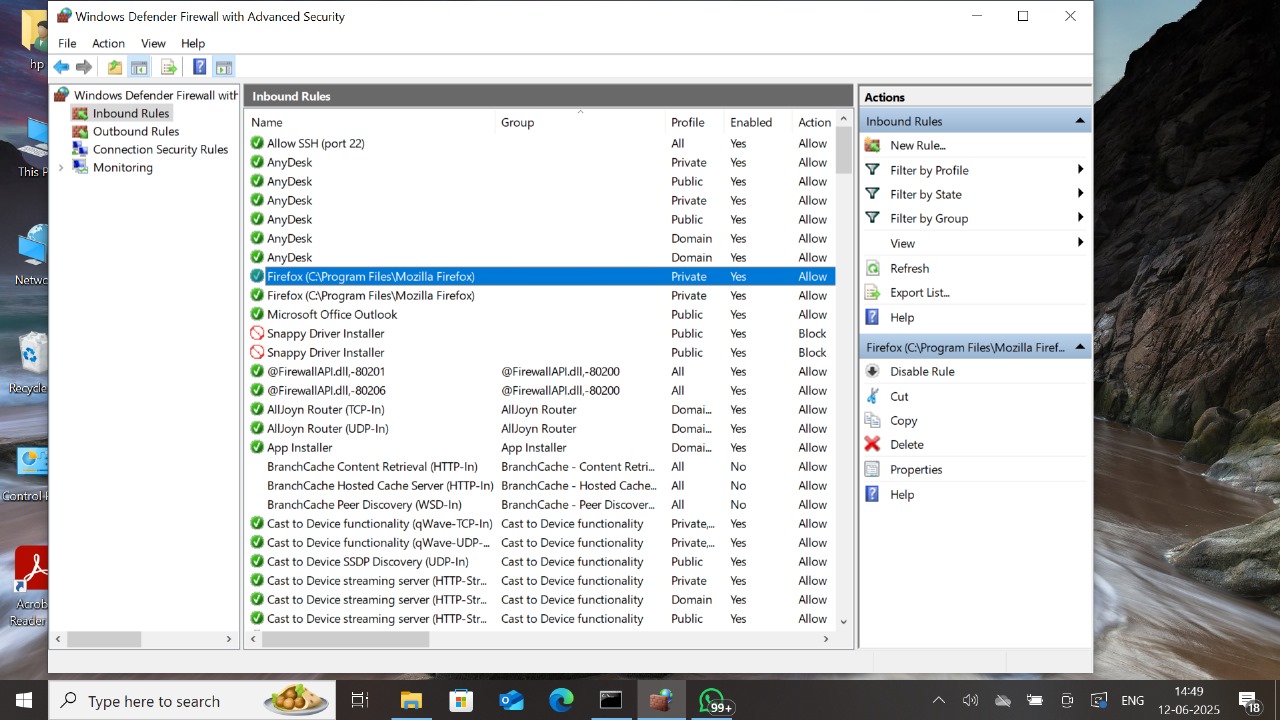 Windows Defender Firewall with Advanced Security
File Action View Help
Windows Defender Firewall with
Inbound Rules
Outbound Rules
Connection Security Rules
Monitoring
Inbound Rules
Name Group Profile Enabled Action
Allow SSH (port 22) All Yes Allow
AnyDesk Private Yes Allow
AnyDesk Public Yes Allow
AnyDesk Private Yes Allow
AnyDesk Public Yes Allow
AnyDesk Domain Yes Allow
AnyDesk Domain Yes Allow
Firefox (C:\Program Files\Mozilla Firefox) Private Yes Allow
Firefox (C:\Program Files\Mozilla Firefox) Private Yes Allow
Microsoft Office Outlook Public Yes Allow
Snappy Driver Installer Public Yes Block
Snappy Driver Installer Public Yes Block
@FirewallAPI.dll,-80201 @FirewallAPI.dll,-80200 All Yes Allow
@FirewallAPI.dll,-80206 @FirewallAPI.dll,-80200 All Yes Allow
AllJoyn Router (TCP-In) AllJoyn Router Domai... Yes Allow
AllJoyn Router (UDP-In) AllJoyn Router Domai... Yes Allow
App Installer App Installer Domai... Yes Allow
BranchCache Content Retrieval (HTTP-In) BranchCache - Content Retri... All No Allow
BranchCache Hosted Cache Server (HTTP-In) BranchCache - Hosted Cache... All No Allow
BranchCache Peer Discovery (WSD-In) BranchCache - Peer Discover... All No Allow
Cast to Device functionality (qWave-TCP-In) Cast to Device functionality Private,... Yes Allow
Cast to Device functionality (qWave-UDP-... Cast to Device functionality Private,... Yes Allow
Cast to Device SSDP Discovery (UDP-In) Cast to Device functionality Public Yes Allow
Cast to Device streaming server (HTTP-Str... Cast to Device functionality Private Yes Allow
Cast to Device streaming server (HTTP-Str... Cast to Device functionality Domain Yes Allow
Cast to Device streaming server (HTTP-Str... Cast to Device functionality Public Yes Allow
Actions
Inbound Rules
New Rule...
Filter by Profile
Filter by State
Filter by Group
View
Refresh
Export List...
Help
Firefox (C:\Program Files\Mozilla Firef...
Disable Rule
Cut
Copy
Delete
Properties
Help
hp
This P
Netwo
Recycle
Control
Acrob
Reader
Type here to search
99+
ENG
14:49
12-06-2025
18